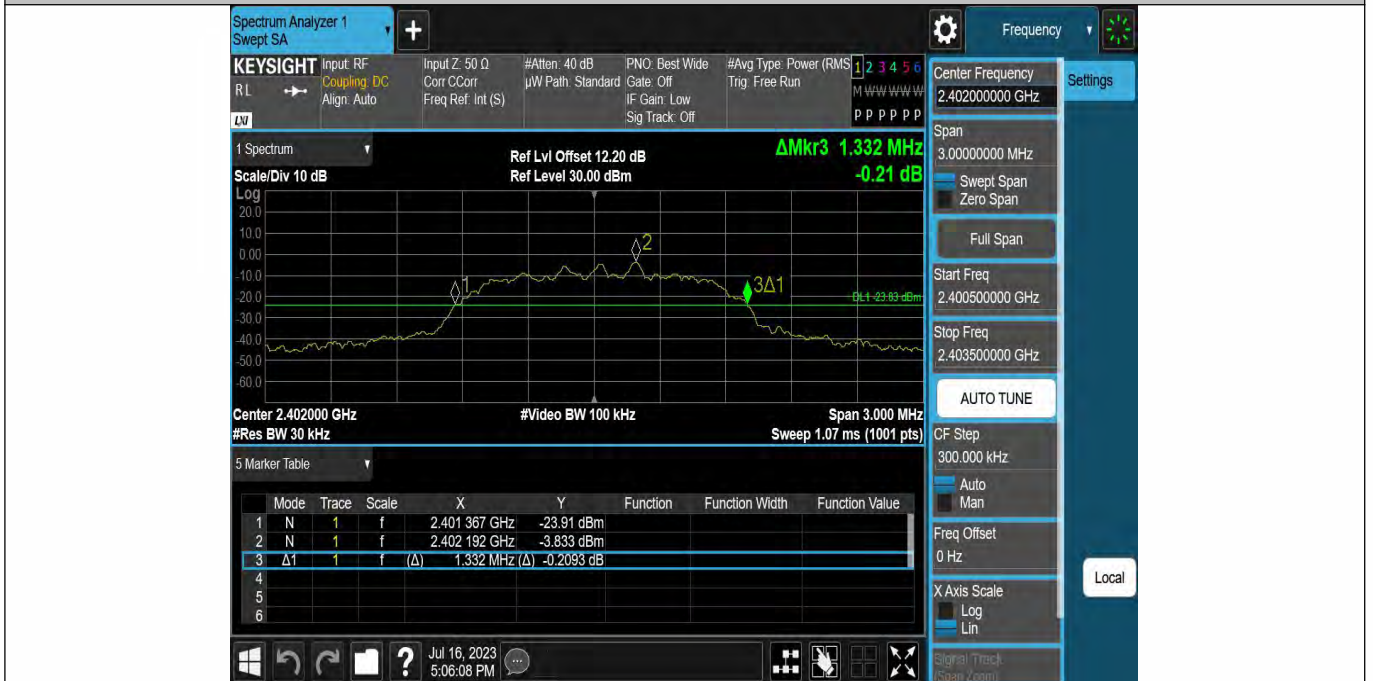 Spectrum Analyzer 1
Swept SA
+
Frequency
KEYSIGHT
RL
LXI
Input: RF
Coupling: DC
Align: Auto
Input Z: 50 Ω
Corr CCorr
Freq Ref: Int (S)
#Atten: 40 dB
µW Path: Standard
PNO: Best Wide
Gate: Off
IF Gain: Low
Sig Track: Off
#Avg Type: Power (RMS
Trig: Free Run
1 2 3 4 5 6
M W W W W W
P P P P P P
Center Frequency
2.402000000 GHz
Settings
Span
3.00000000 MHz
Swept Span
Zero Span
Full Span
Start Freq
2.400500000 GHz
Stop Freq
2.403500000 GHz
AUTO TUNE
CF Step
300.000 kHz
Auto
Man
Freq Offset
0 Hz
X Axis Scale
Log
Lin
Signal Track
(Span Zoom)
Local
1 Spectrum
Scale/Div 10 dB
Ref Lvl Offset 12.20 dB
Ref Level 30.00 dBm
ΔMkr3 1.332 MHz
-0.21 dB
Log
20.0
10.0
0.00
-10.0
-20.0
-30.0
-40.0
-50.0
-60.0
1
2
3Δ1
DL1 -23.83 dBm
Center 2.402000 GHz
#Video BW 100 kHz
Span 3.000 MHz
#Res BW 30 kHz
Sweep 1.07 ms (1001 pts)
5 Marker Table
Mode Trace Scale X Y Function Function Width Function Value
1 N 1 f 2.401 367 GHz -23.91 dBm
2 N 1 f 2.402 192 GHz -3.833 dBm
3 Δ1 1 f (Δ) 1.332 MHz (Δ) -0.2093 dB
4
5
6
?
Jul 16, 2023
5:06:08 PM